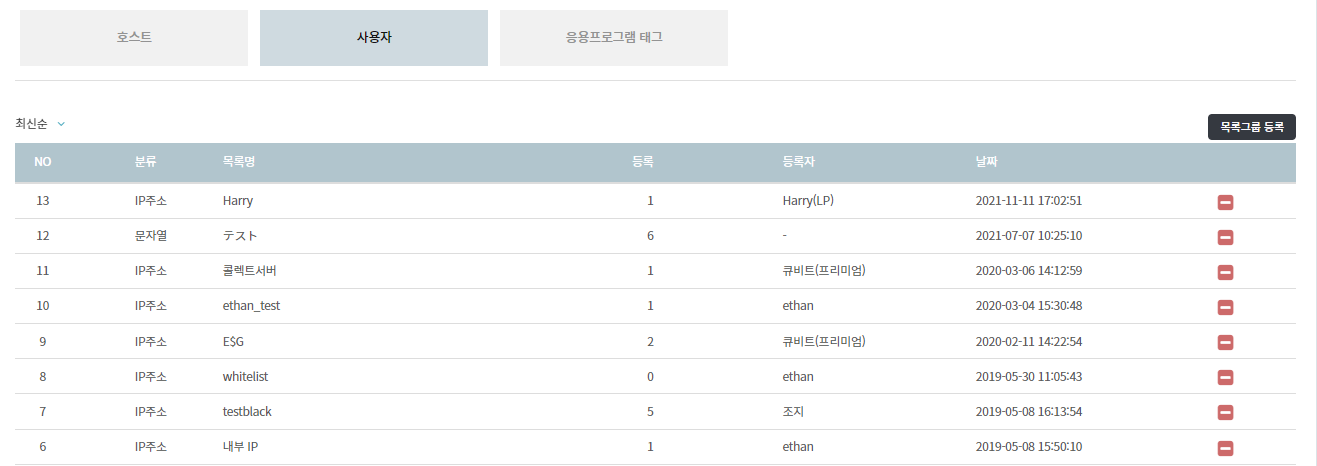 호스트 사용자 응용프로그램 태그
최신순
목록그룹 등록
NO 분류 목록명 등록 등록자 날짜
13 IP주소 Harry 1 Harry(LP) 2021-11-11 17:02:51
12 문자열 テスト 6 - 2021-07-07 10:25:10
11 IP주소 콜렉트서버 1 큐비트(프리미엄) 2020-03-06 14:12:59
10 IP주소 ethan_test 1 ethan 2020-03-04 15:30:48
9 IP주소 E$G 2 큐비트(프리미엄) 2020-02-11 14:22:54
8 IP주소 whitelist 0 ethan 2019-05-30 11:05:43
7 IP주소 testblack 5 조지 2019-05-08 16:13:54
6 IP주소 내부 IP 1 ethan 2019-05-08 15:50:10